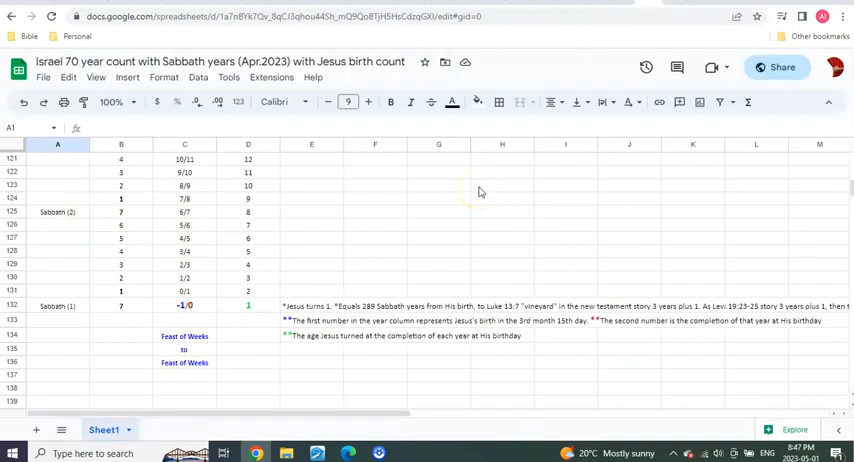 docs.google.com/spreadsheets/d/1a7nBYk7Qv_8qCJ3qhou44Sh_mQ9QoBTjH5HsCdzqGXI/edit#gid=0
Bible Personal Other bookmarks
Israel 70 year count with Sabbath years (Apr.2023) with Jesus birth count
File Edit View Insert Format Data Tools Extensions Help
Share
100% $ % .0 .00 123 Calibri 9 B I A
A1 fx
A B C D E F G H I J K L M
121 4 10/11 12
122 3 9/10 11
123 2 8/9 10
124 1 7/8 9
125 Sabbath (2) 7 6/7 8
126 6 5/6 7
127 5 4/5 6
128 4 3/4 5
129 3 2/3 4
130 2 1/2 3
131 1 0/1 2
132 Sabbath (1) 7 -1/0 1 *Jesus turns 1. *Equals 289 Sabbath years from His birth, to Luke 13:7 "vineyard" in the new testament story 3 years plus 1. As Levi.19:23-25 story 3 years plus 1, then t
133 **The first number in the year column represents Jesus's birth in the 3rd month 15th day. **The second number is the completion of that year at His birthday
134 Feast of Weeks **The age Jesus turned at the completion of each year at His birthday
135 to
136 Feast of Weeks
137
138
139
Sheet1 Explore
Type here to search 20°C Mostly sunny ENG 8:47 PM
2023-05-01